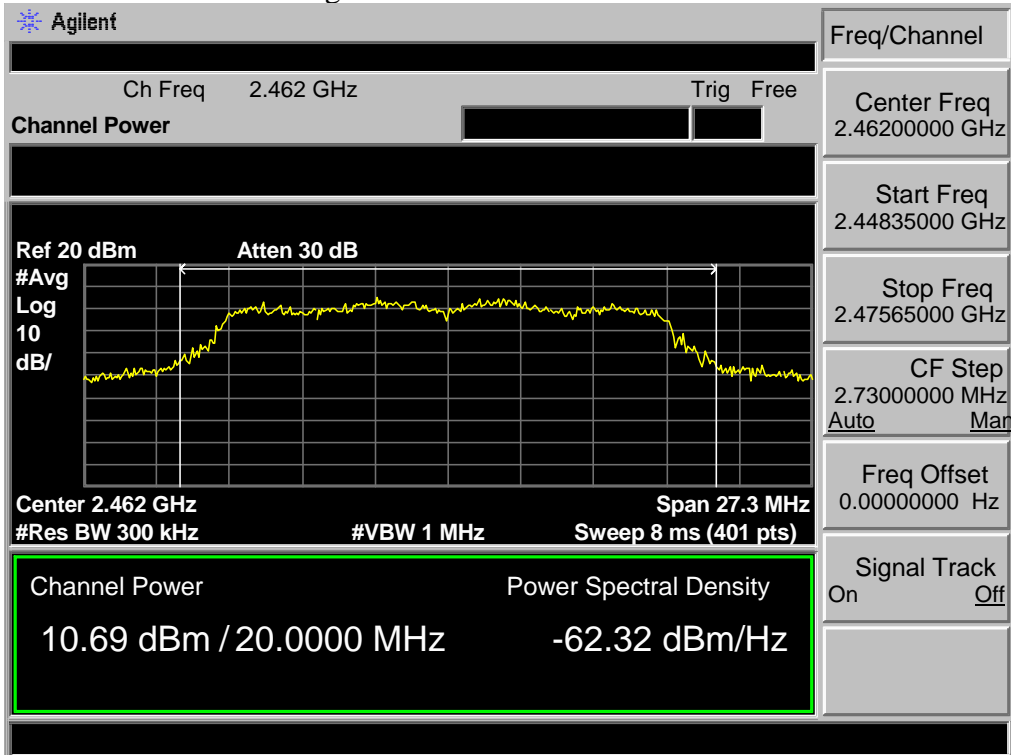 Agilent
Freq/Channel
Ch Freq 2.462 GHz Trig Free
Channel Power
Center Freq
2.46200000 GHz
Start Freq
2.44835000 GHz
Stop Freq
2.47565000 GHz
CF Step
2.73000000 MHz
Auto Man
Freq Offset
0.00000000 Hz
Signal Track
On Off
Ref 20 dBm Atten 30 dB
#Avg
Log
10
dB/
Center 2.462 GHz Span 27.3 MHz
#Res BW 300 kHz #VBW 1 MHz Sweep 8 ms (401 pts)
Channel Power Power Spectral Density
10.69 dBm / 20.0000 MHz -62.32 dBm/Hz